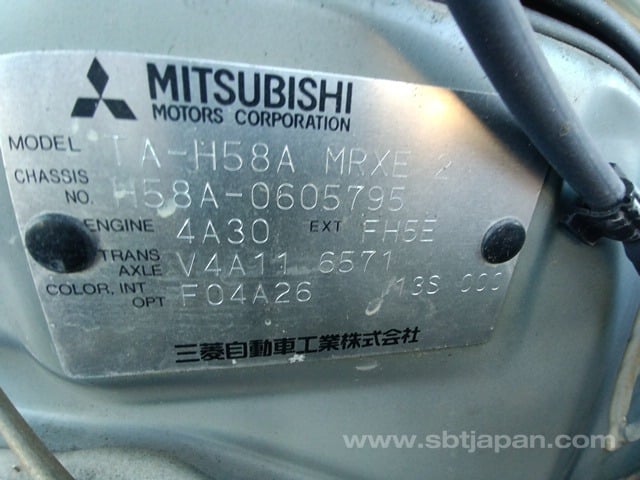 MITSUBISHI
MOTORS CORPORATION
MODEL TA-H58A MRXE 2
CHASSIS NO. H58A-0605795
ENGINE 4A30 EXT FH5E
TRANS AXLE V4A11 6571
COLOR, INT OPT F04A26 13S 000
三菱自動車工業株式会社
www.sbtjapan.com